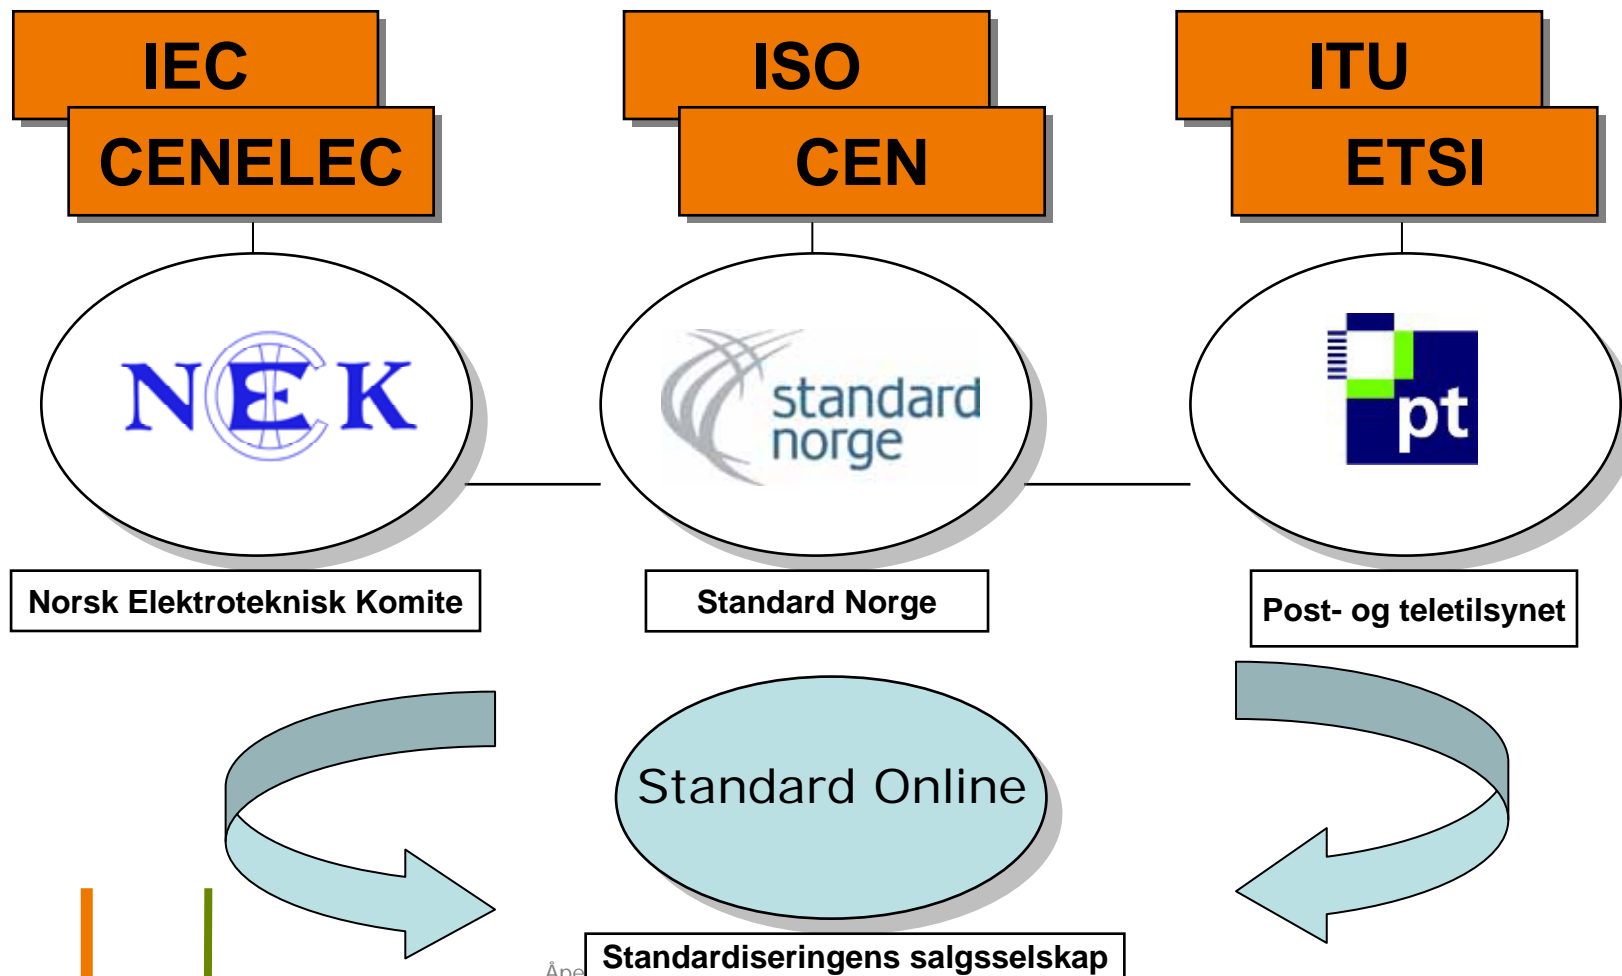 IEC
CENELEC
ISO
CEN
ITU
ETSI
NEK
standard
norge
pt
Norsk Elektroteknisk Komite
Standard Norge
Post- og teletilsynet
Standard Online
Standardiseringens salgsselskap